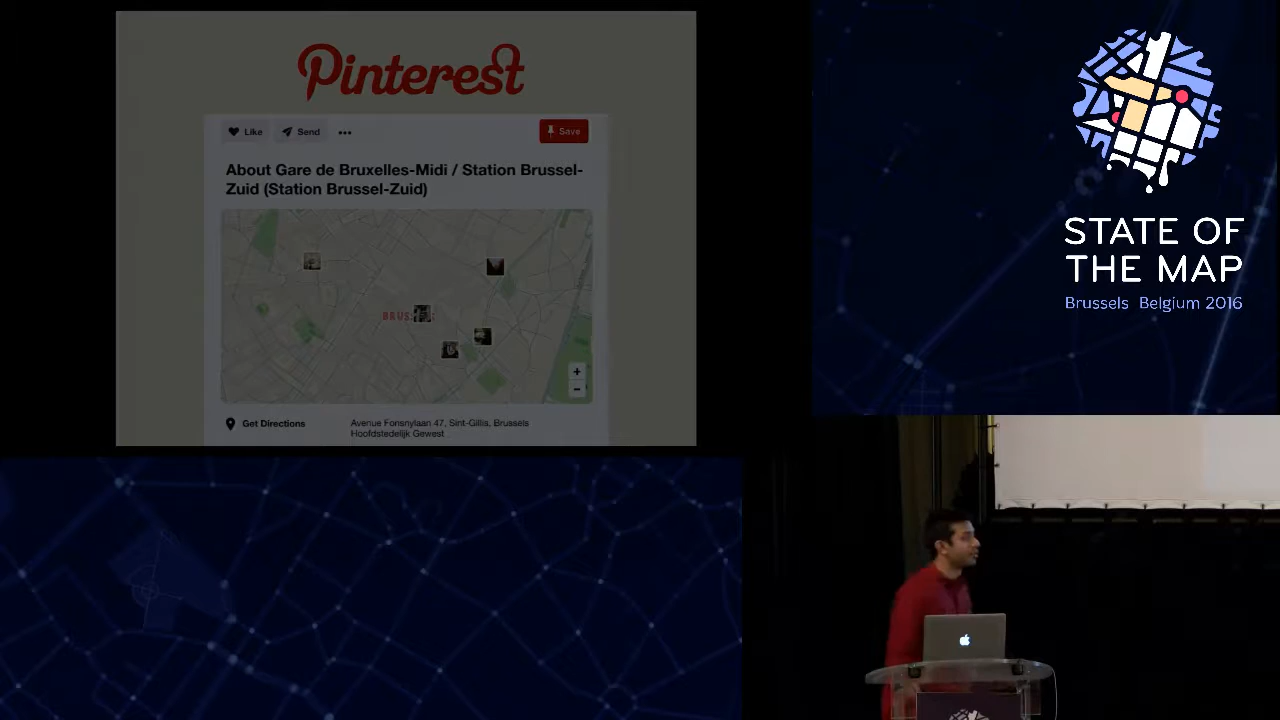 Pinterest
Like
Send
Save
About Gare de Bruxelles-Midi / Station Brussel-
Zuid (Station Brussel-Zuid)
+
−
Get Directions
Avenue Fonsnylaan 47, Sint-Gillis, Brussels
Hoofdstedelijk Gewest
STATE OF
THE MAP
Brussels Belgium 2016